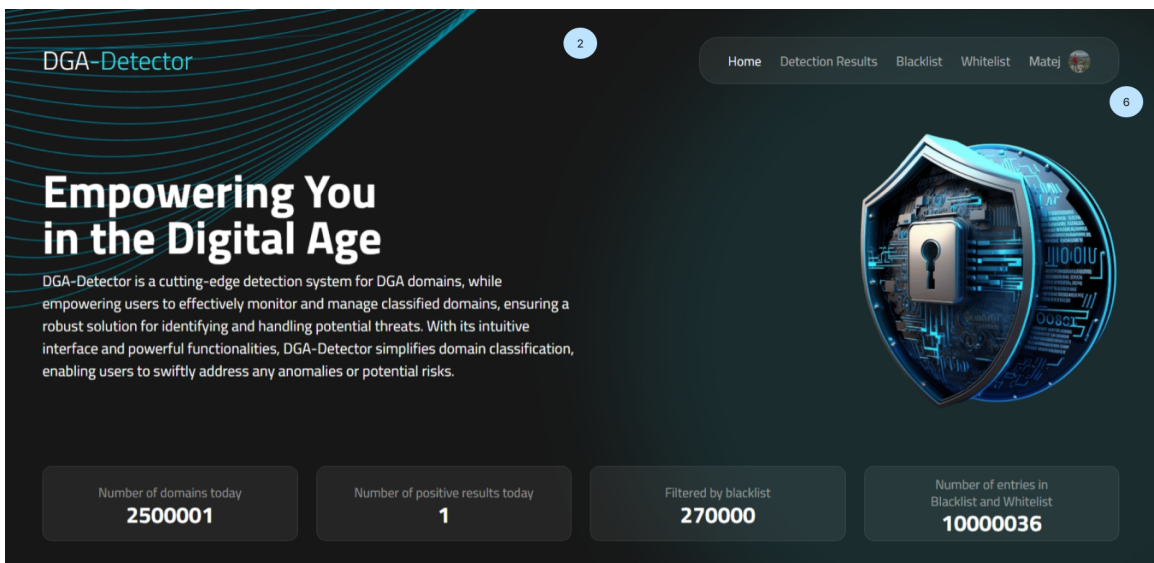 DGA-Detector
2
Home Detection Results Blacklist Whitelist Matej
6
Empowering You
in the Digital Age
DGA-Detector is a cutting-edge detection system for DGA domains, while
empowering users to effectively monitor and manage classified domains, ensuring a
robust solution for identifying and handling potential threats. With its intuitive
interface and powerful functionalities, DGA-Detector simplifies domain classification,
enabling users to swiftly address any anomalies or potential risks.
Number of domains today
2500001
Number of positive results today
1
Filtered by blacklist
270000
Number of entries in
Blacklist and Whitelist
10000036